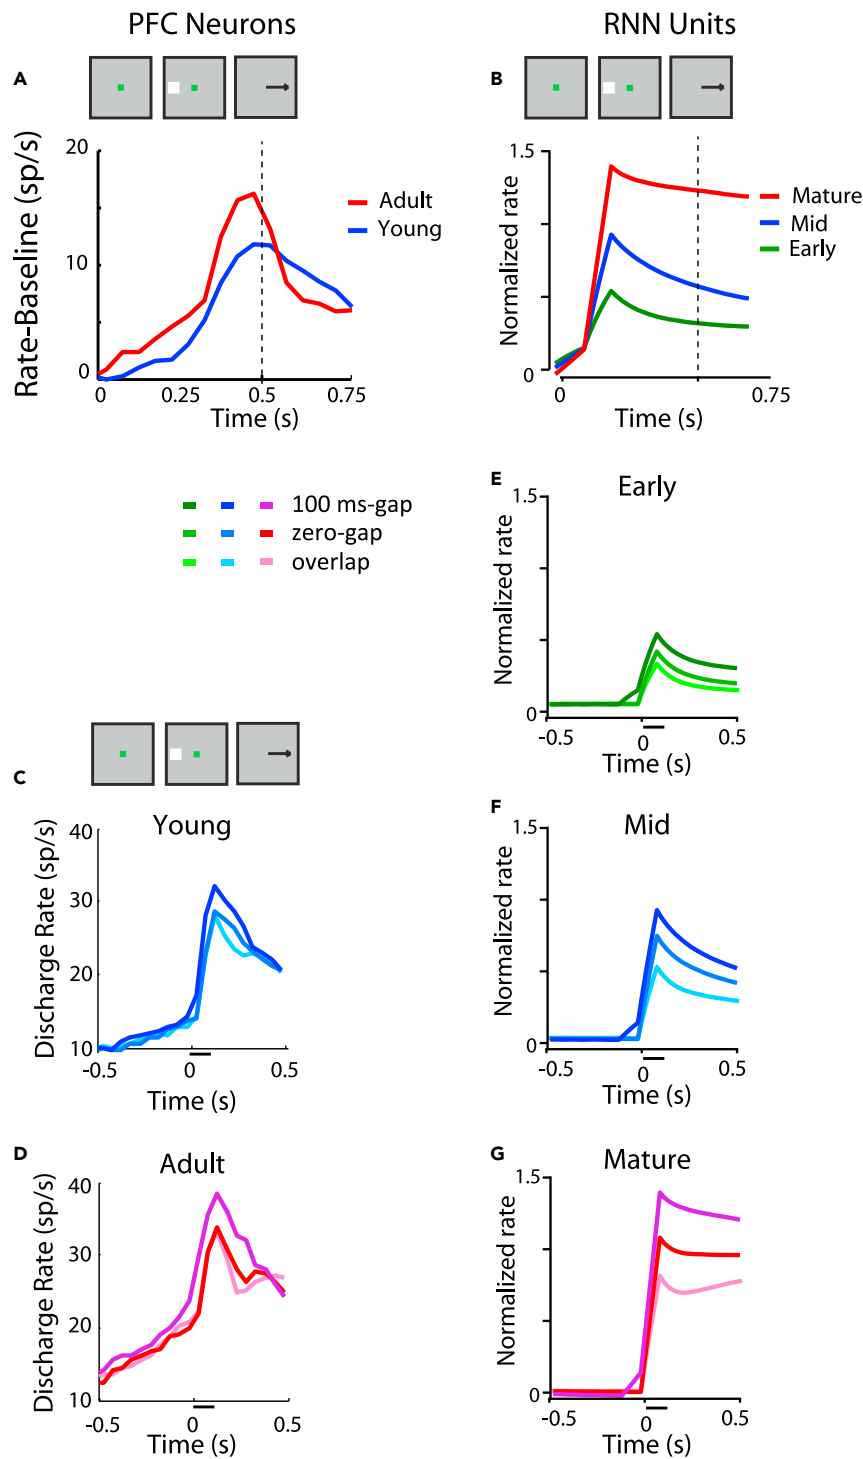 PFC Neurons
RNN Units
A
B
20
10
0
Rate-Baseline (sp/s)
Adult
Young
0
0.25
0.5
0.75
Time (s)
1.5
0
Normalized rate
Mature
Mid
Early
0
0.75
Time (s)
100 ms-gap
zero-gap
overlap
E
Early
1.5
0
Normalized rate
-0.5
0
0.5
Time (s)
C
Young
40
30
20
10
Discharge Rate (sp/s)
-0.5
0
0.5
Time (s)
F
Mid
1.5
0
Normalized rate
-0.5
0
0.5
Time (s)
D
Adult
40
30
20
10
Discharge Rate (sp/s)
-0.5
0
0.5
Time (s)
G
Mature
1.5
0
Normalized rate
-0.5
0
0.5
Time (s)